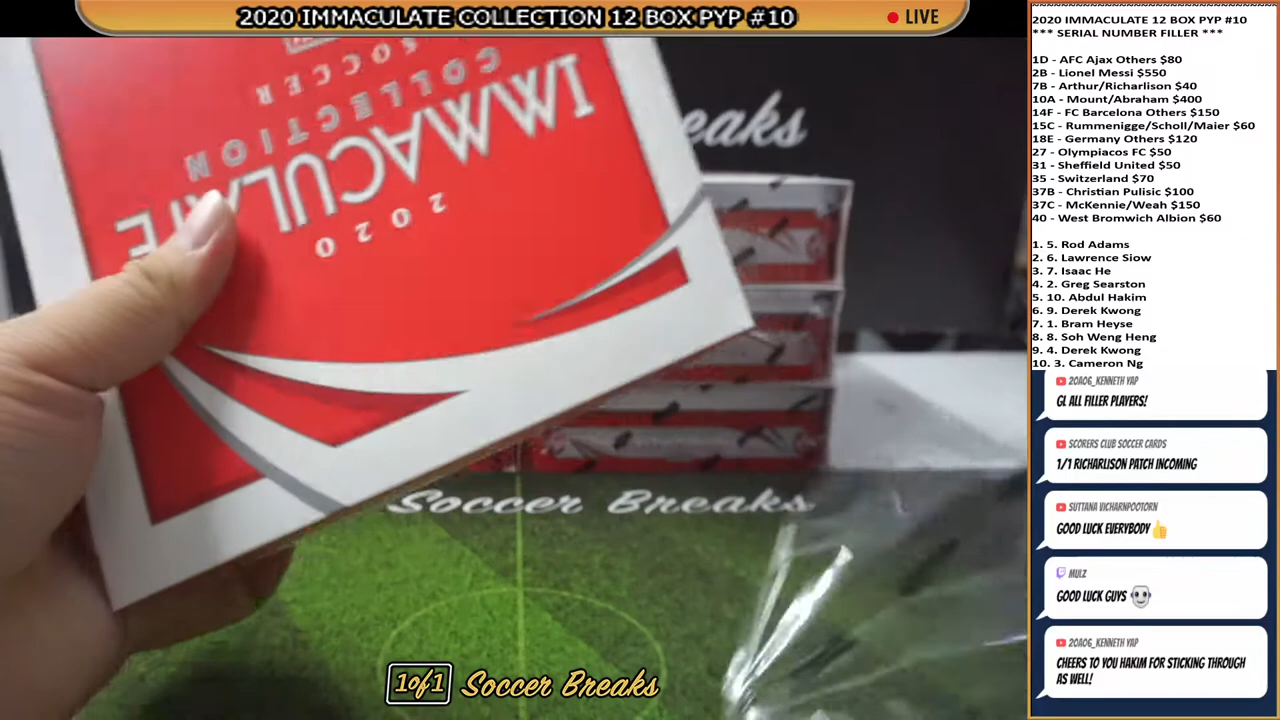 2020 IMMACULATE COLLECTION 12 BOX PYP #10
LIVE
2020
IMMACULATE
COLLECTION
SOCCER
eaks
Soccer Breaks
1of1 Soccer Breaks
2020 IMMACULATE 12 BOX PYP #10
*** SERIAL NUMBER FILLER ***
1D - AFC Ajax Others $80
2B - Lionel Messi $550
7B - Arthur/Richarlison $40
10A - Mount/Abraham $400
14F - FC Barcelona Others $150
15C - Rummenigge/Scholl/Maier $60
18E - Germany Others $120
27 - Olympiacos FC $50
31 - Sheffield United $50
35 - Switzerland $70
37B - Christian Pulisic $100
37C - McKennie/Weah $150
40 - West Bromwich Albion $60
1. 5. Rod Adams
2. 6. Lawrence Siow
3. 7. Isaac He
4. 2. Greg Searston
5. 10. Abdul Hakim
6. 9. Derek Kwong
7. 1. Bram Heyse
8. 8. Soh Weng Heng
9. 4. Derek Kwong
10. 3. Cameron Ng
20A06_KENNETH YAP
GL ALL FILLER PLAYERS!
SCORERS CLUB SOCCER CARDS
1/1 RICHARLISON PATCH INCOMING
SUTTANA VICHARNPOOTORN
GOOD LUCK EVERYBODY👍
MULZ
GOOD LUCK GUYS
20A06_KENNETH YAP
CHEERS TO YOU HAKIM FOR STICKING THROUGH
AS WELL!